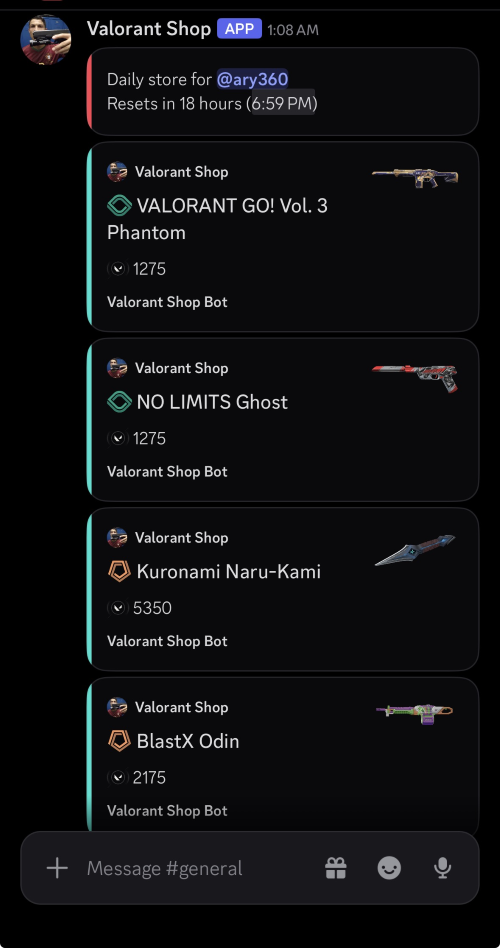 Valorant Shop APP 1:08 AM
Daily store for @ary360
Resets in 18 hours (6:59 PM)
Valorant Shop
VALORANT GO! Vol. 3
Phantom
1275
Valorant Shop Bot
Valorant Shop
NO LIMITS Ghost
1275
Valorant Shop Bot
Valorant Shop
Kuronami Naru-Kami
5350
Valorant Shop Bot
Valorant Shop
BlastX Odin
2175
Valorant Shop Bot
Message #general